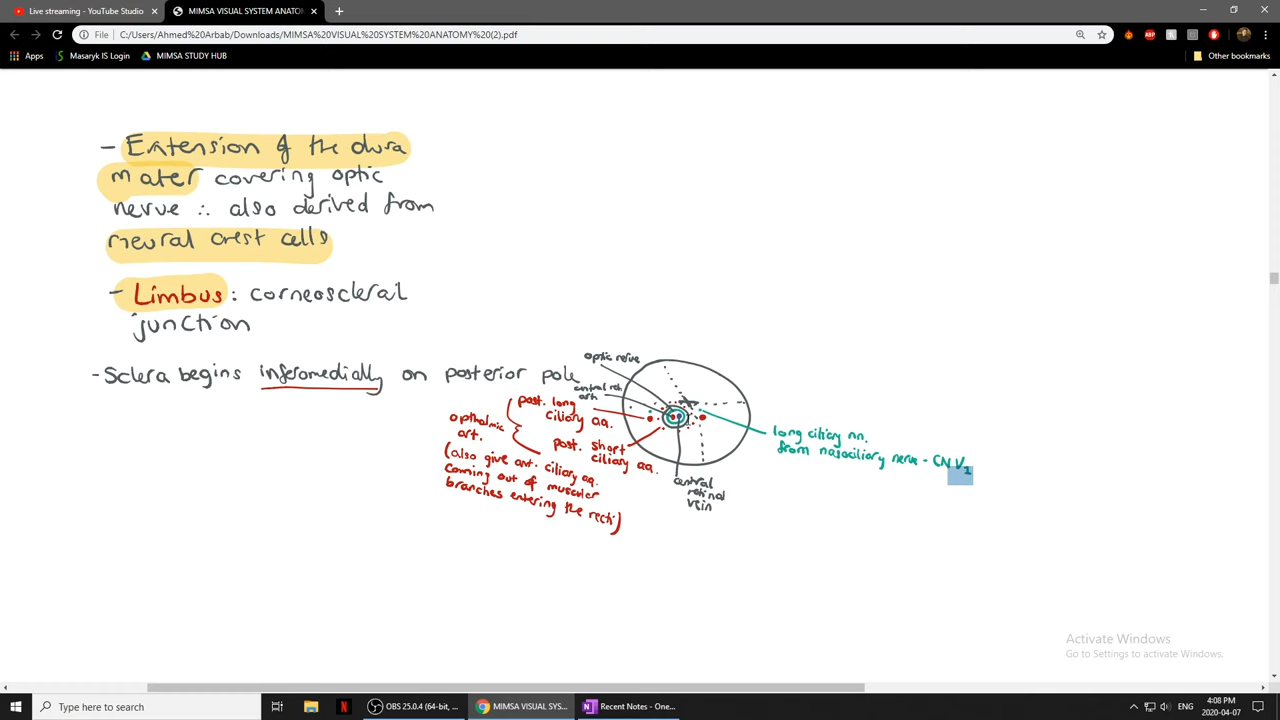 Live streaming - YouTube Studio
MIMSA VISUAL SYSTEM ANATOM
File
C:/Users/Ahmed%20Arbab/Downloads/MIMSA%20VISUAL%20SYSTEM%20ANATOMY%20(2).pdf
Apps
Masaryk IS Login
MIMSA STUDY HUB
Other bookmarks
- Extension of the dura
mater covering optic
nerve ∴ also derived from
neural crest cells
- Limbus : corneoscleral
junction
- Sclera begins inferomedially on posterior pole
optic nerve
central ret.
art.
post. long
ciliary aa.
opthalmic
art.
post. short
ciliary aa.
(also give ant. ciliary aa.
coming out of muscular
branches entering the recti)
central
retinal
vein
long ciliary nn.
from nasociliary nerve - CN V1
Activate Windows
Go to Settings to activate Windows.
Type here to search
OBS 25.0.4 (64-bit, ...
MIMSA VISUAL SYS...
Recent Notes - One...
ENG
4:08 PM
2020-04-07